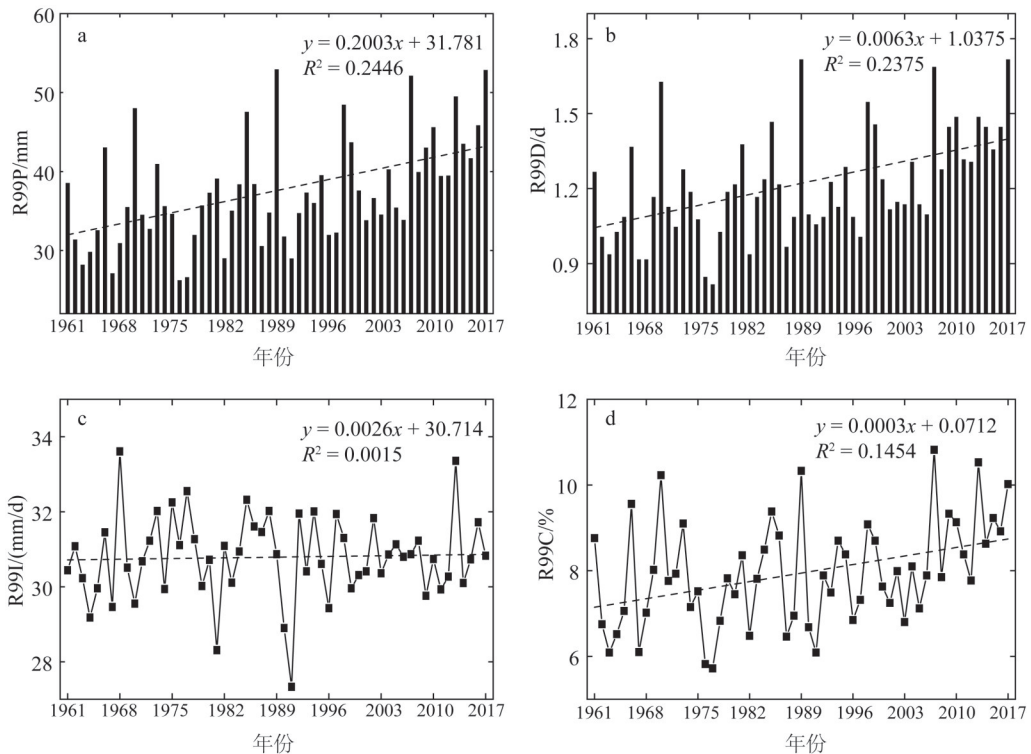 a
y = 0.2003x + 31.781
R² = 0.2446
R99P/mm
60
50
40
30
1961 1968 1975 1982 1989 1996 2003 2010 2017
年份
b
y = 0.0063x + 1.0375
R² = 0.2375
R99D/d
1.8
1.5
1.2
0.9
1961 1968 1975 1982 1989 1996 2003 2010 2017
年份
c
y = 0.0026x + 30.714
R² = 0.0015
R99I/(mm/d)
34
32
30
28
1961 1968 1975 1982 1989 1996 2003 2010 2017
年份
d
y = 0.0003x + 0.0712
R² = 0.1454
R99C/%
12
10
8
6
1961 1968 1975 1982 1989 1996 2003 2010 2017
年份